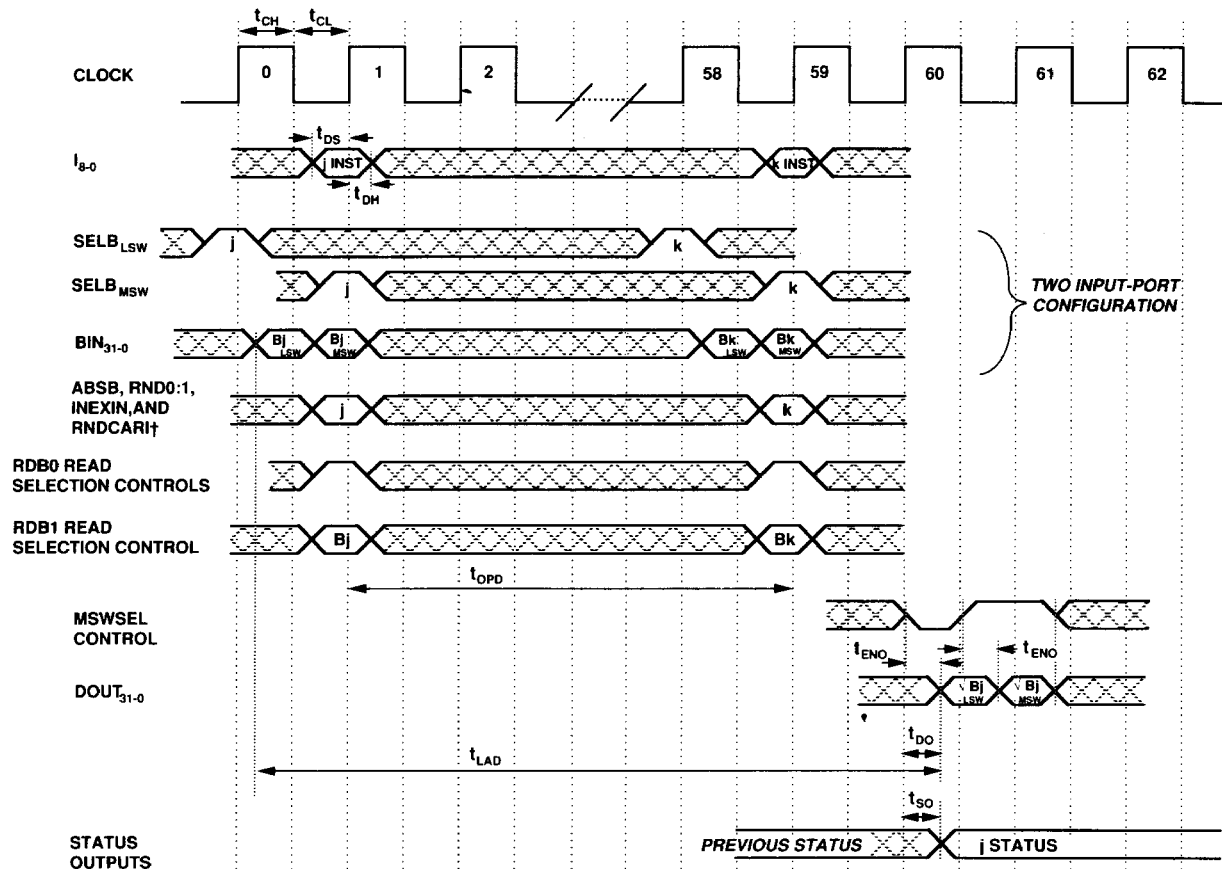 tCH tCL
CLOCK 0 1 2 58 59 60 61 62
tDS
I8-0 j INST k INST
tDH
SELBLSW j k
SELBMSW j k
TWO INPUT-PORT
CONFIGURATION
BIN31-0 Bj LSW Bj MSW Bk LSW Bk MSW
ABSB, RND0:1,
INEXIN,AND
RNDCARI† j k
RDB0 READ
SELECTION CONTROLS
RDB1 READ
SELECTION CONTROL Bj Bk
tOPD
MSWSEL
CONTROL
tENO tENO
DOUT31-0 Bj LSW Bj MSW
tDO
tLAD
tSO
STATUS
OUTPUTS PREVIOUS STATUS j STATUS